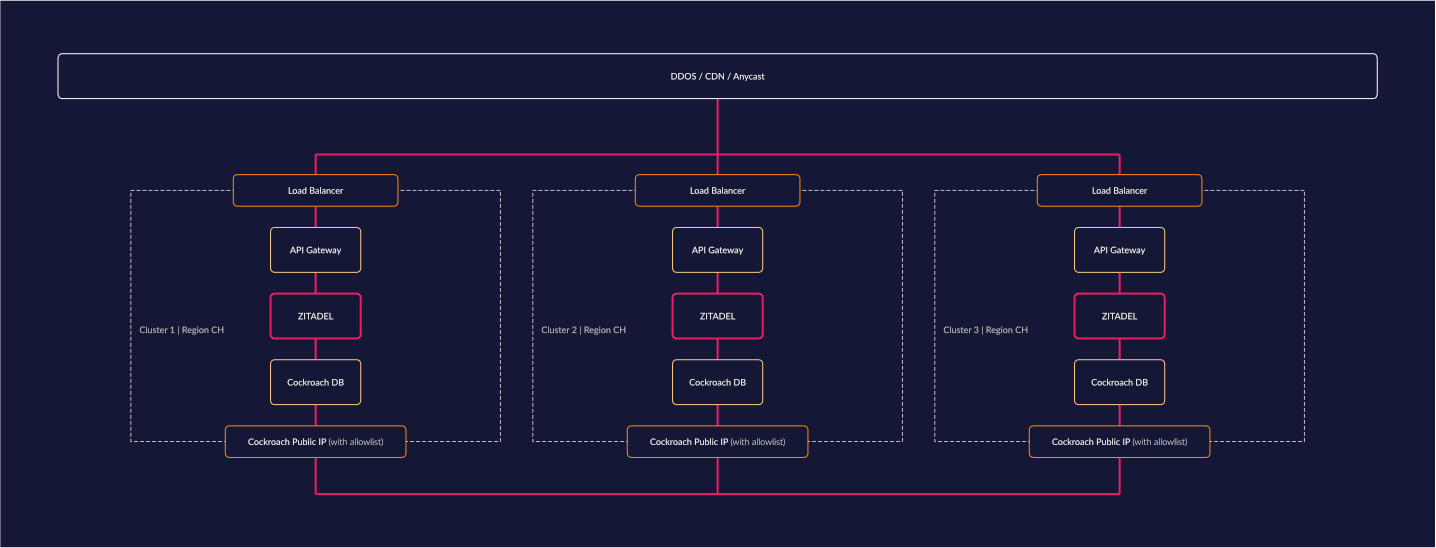 DDOS / CDN / Anycast
Load Balancer
Load Balancer
Load Balancer
API Gateway
API Gateway
API Gateway
ZITADEL
ZITADEL
ZITADEL
Cluster 1 | Region CH
Cluster 2 | Region CH
Cluster 3 | Region CH
Cockroach DB
Cockroach DB
Cockroach DB
Cockroach Public IP (with allowlist)
Cockroach Public IP (with allowlist)
Cockroach Public IP (with allowlist)